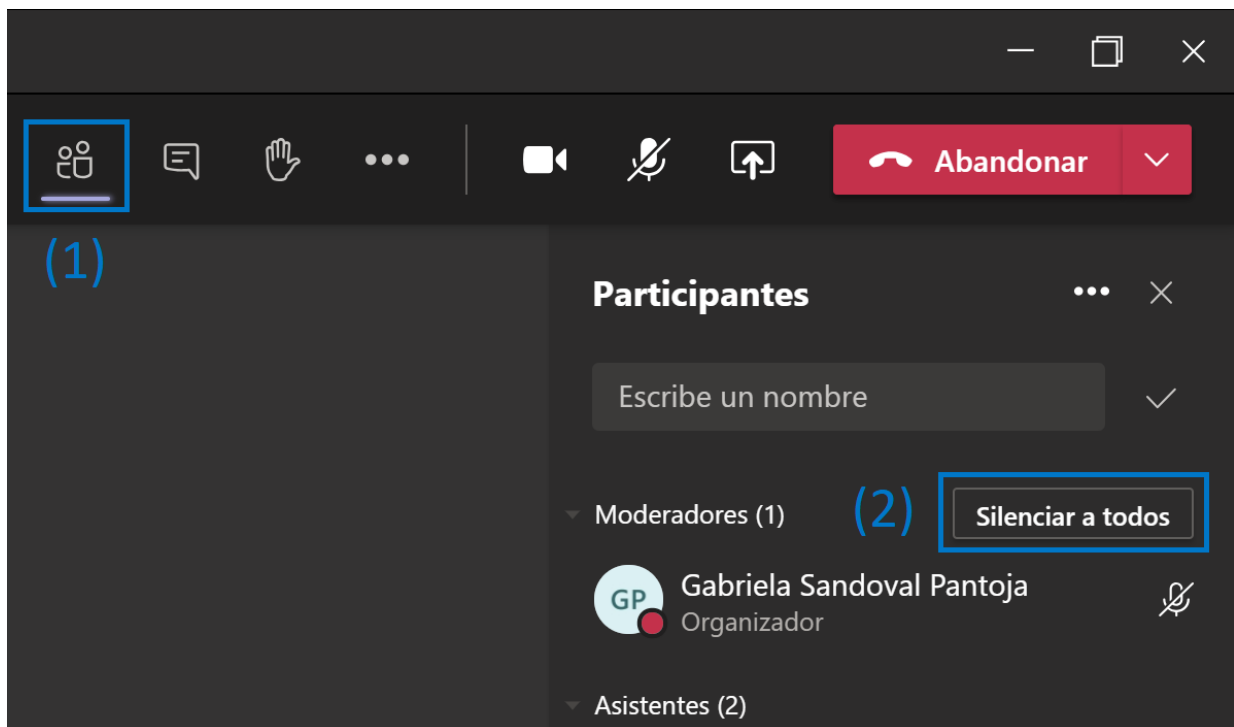 Abandonar
(1)
Participantes
Escribe un nombre
Moderadores (1)
(2)
Silenciar a todos
GP
Gabriela Sandoval Pantoja
Organizador
Asistentes (2)